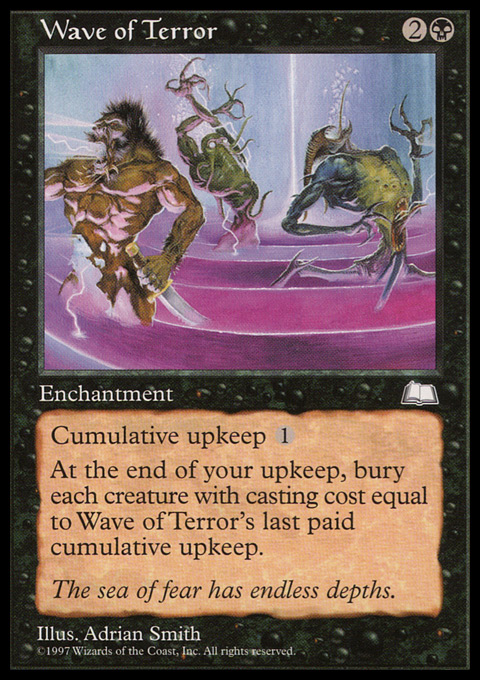 Wave of Terror 2
Enchantment
Cumulative upkeep 1
At the end of your upkeep, bury
each creature with casting cost equal
to Wave of Terror's last paid
cumulative upkeep.
The sea of fear has endless depths.
Illus. Adrian Smith
©1997 Wizards of the Coast, Inc. All rights reserved.